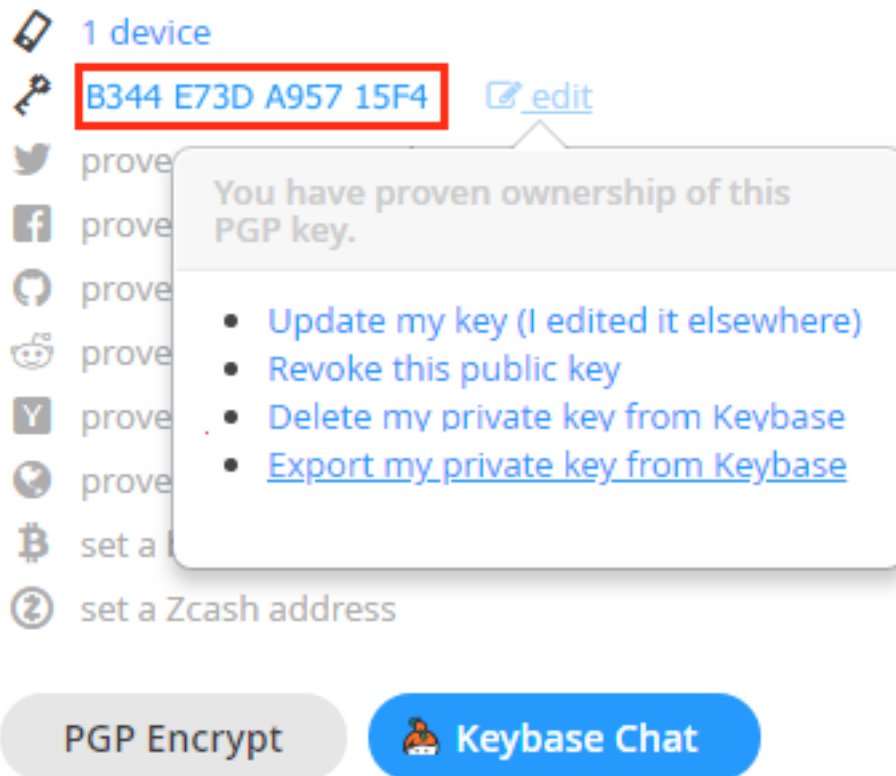 1 device
B344 E73D A957 15F4
edit
prove
You have proven ownership of this
PGP key.
prove
prove
Update my key (I edited it elsewhere)
prove
Revoke this public key
prove
Delete my private key from Keybase
prove
Export my private key from Keybase
set a
set a Zcash address
PGP Encrypt
Keybase Chat